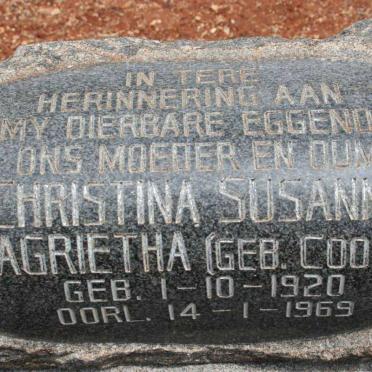 IN TERE
HERINNERING AAN
MY DIERBARE EGGENO
ONS MOEDER EN OUM
CHRISTINA SUSANN
AGRIETHA (GEB COO
GEB. 1-10-1920
OORL. 14-1-1969